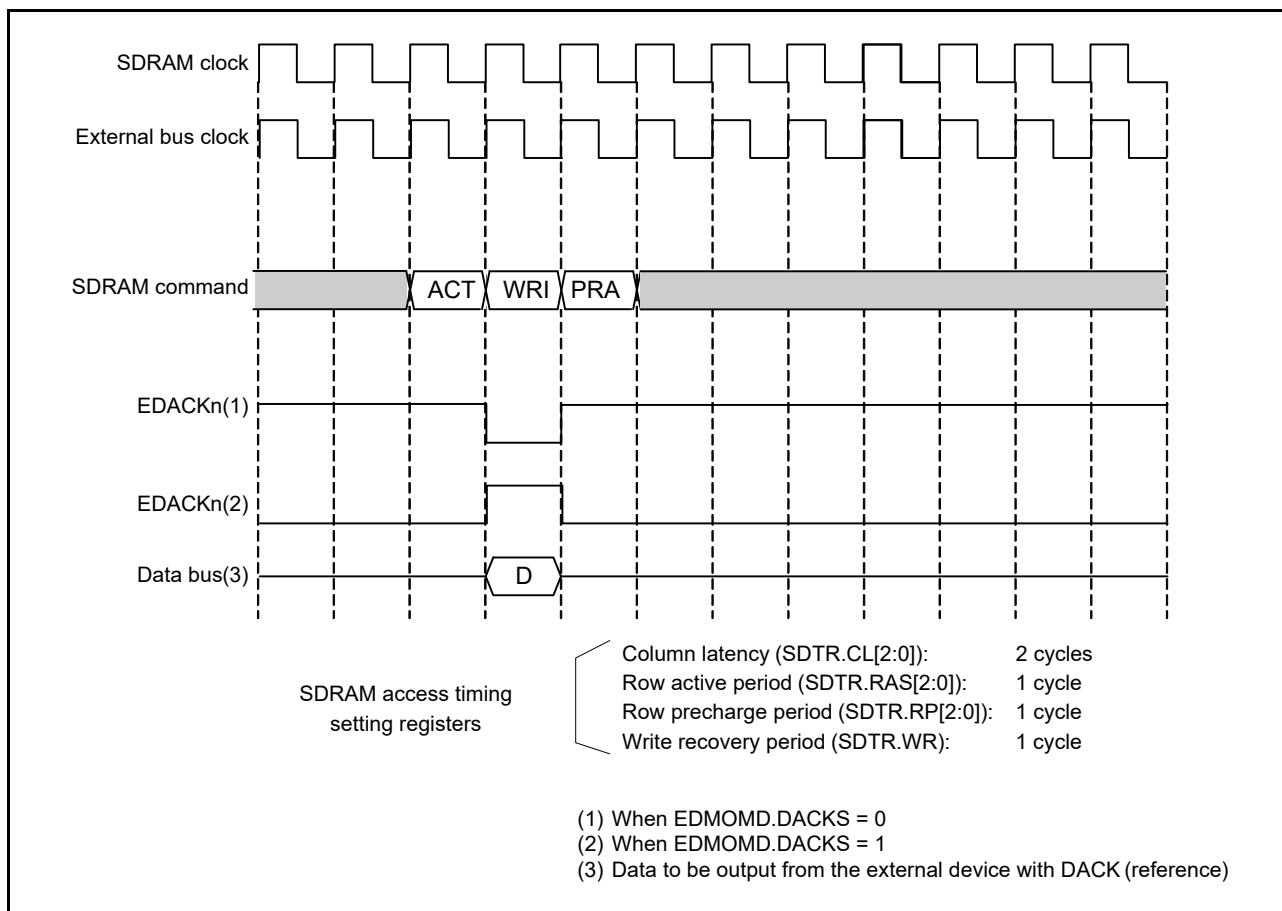 SDRAM clock
External bus clock
SDRAM command
ACT WRI PRA
EDACKn(1)
EDACKn(2)
Data bus(3)
D
SDRAM access timing
setting registers
Column latency (SDTR.CL[2:0]): 2 cycles
Row active period (SDTR.RAS[2:0]): 1 cycle
Row precharge period (SDTR.RP[2:0]): 1 cycle
Write recovery period (SDTR.WR): 1 cycle
(1) When EDMOMD.DACKS = 0
(2) When EDMOMD.DACKS = 1
(3) Data to be output from the external device with DACK (reference)